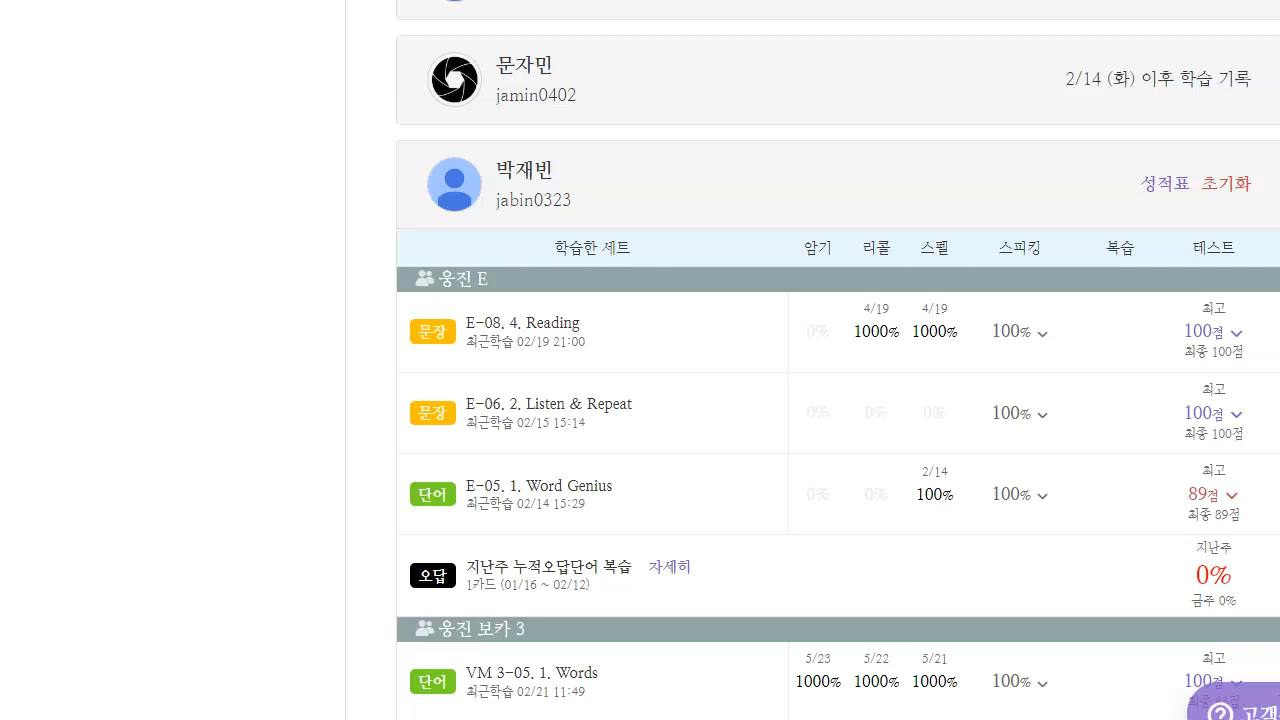 문자민
jamin0402
2/14 (화) 이후 학습 기록
박재빈
jabin0323
성적표 초기화
학습한 세트 암기 리콜 스펠 스피킹 복습 테스트
웅진 E
4/19 4/19 최고
문장 E-08. 4. Reading 0% 1000% 1000% 100% 100점
최근학습 02/19 21:00 최종 100점
최고
문장 E-06. 2. Listen & Repeat 0% 0% 0% 100% 100점
최근학습 02/15 15:14 최종 100점
2/14 최고
단어 E-05. 1. Word Genius 0% 0% 100% 100% 89점
최근학습 02/14 15:29 최종 89점
지난주
오답 지난주 누적오답단어 복습 자세히 0%
1카드 (01/16 ~ 02/12) 금주 0%
웅진 보카 3
5/23 5/22 5/21 최고
단어 VM 3-05. 1. Words 1000% 1000% 1000% 100% 100점
최근학습 02/21 11:49
고객